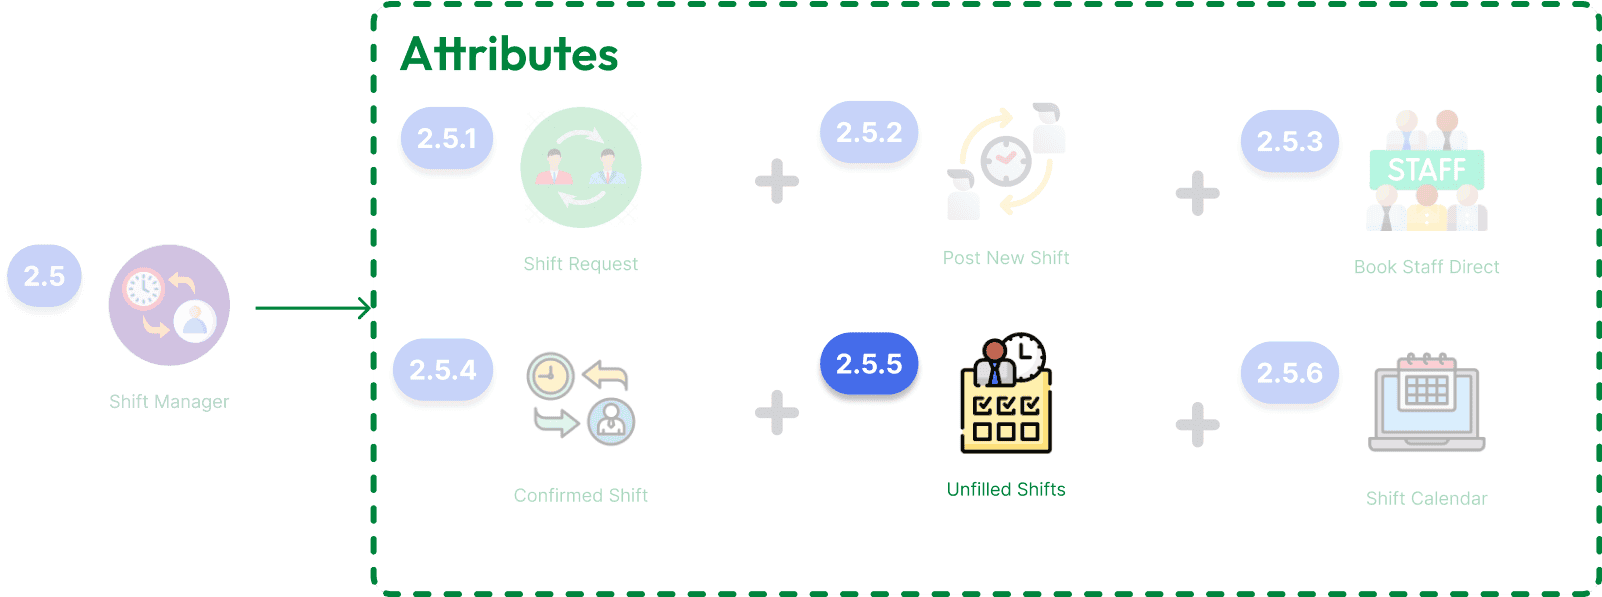 Attributes
2.5.1
2.5.2
2.5.3
STAFF
Shift Request
Post New Shift
Book Staff Direct
2.5
Shift Manager
2.5.4
2.5.5
2.5.6
Confirmed Shift
Unfilled Shifts
Shift Calendar